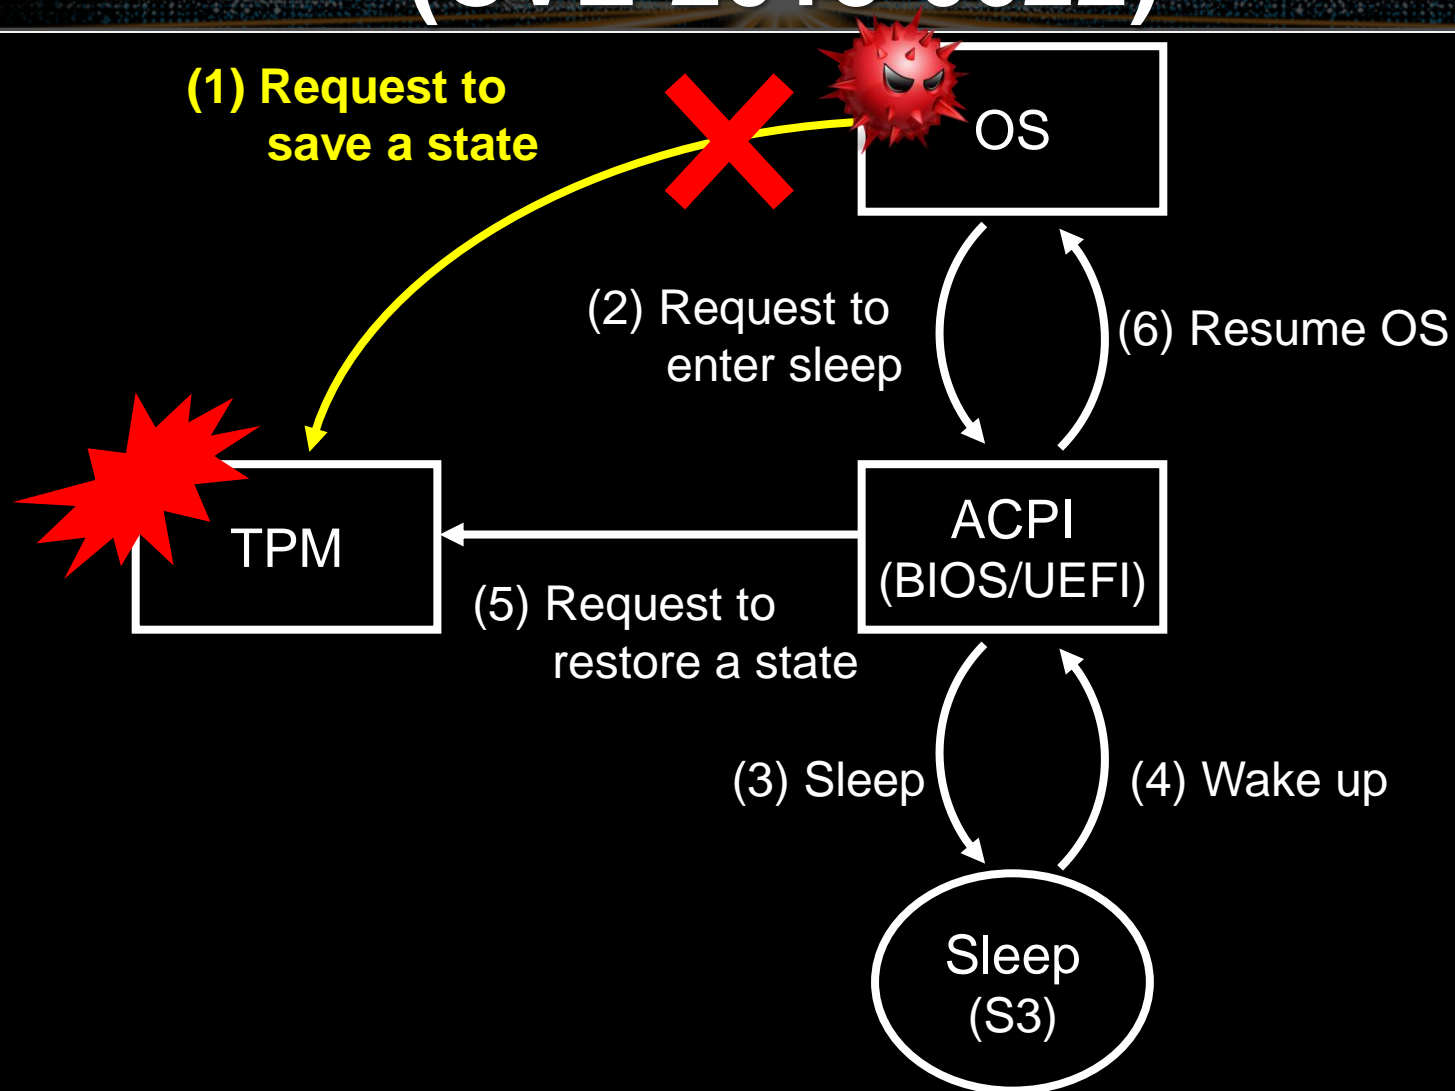 (1) Request to
save a state
OS
(2) Request to
enter sleep
(6) Resume OS
TPM
ACPI
(BIOS/UEFI)
(5) Request to
restore a state
(3) Sleep
(4) Wake up
Sleep
(S3)